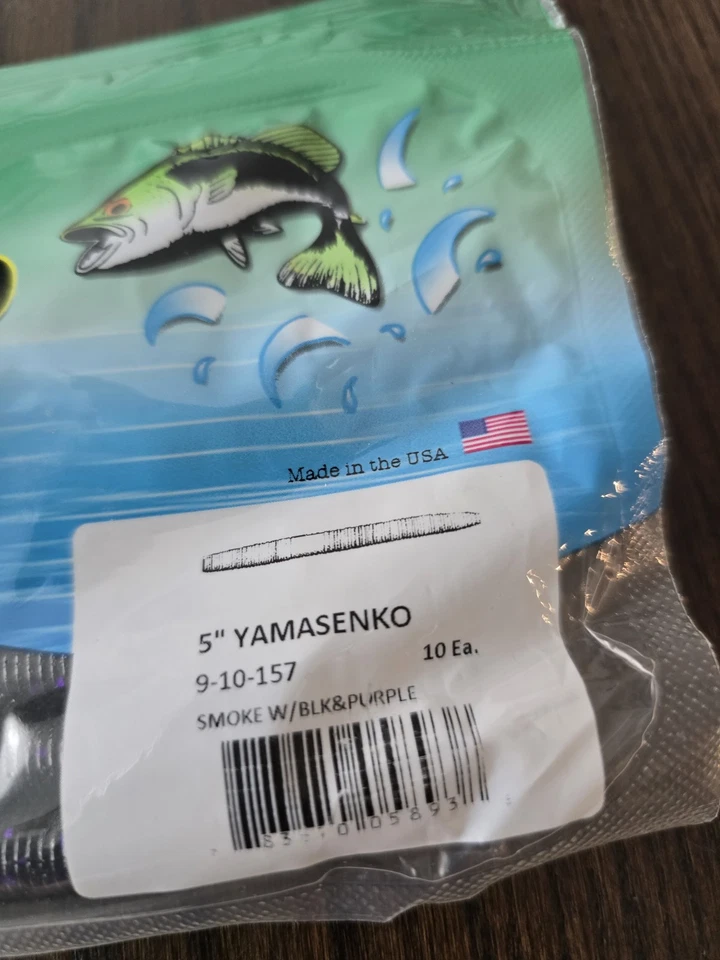 Made in the USA
5" YAMASENKO
9-10-157 10 Ea.
SMOKE W/BLK&PURPLE